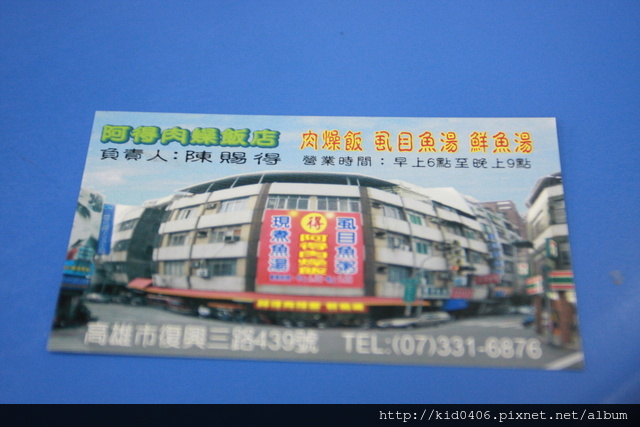 阿得肉燥飯店
肉燥飯 虱目魚湯 鮮魚湯
負責人：陳賜得
營業時間：早上6點至晚上9點
現煮魚湯
得
阿得肉燥飯
虱目魚粥
高雄市復興三路439號 TEL:(07)331-6876
http://kid0406.pixnet.net/album